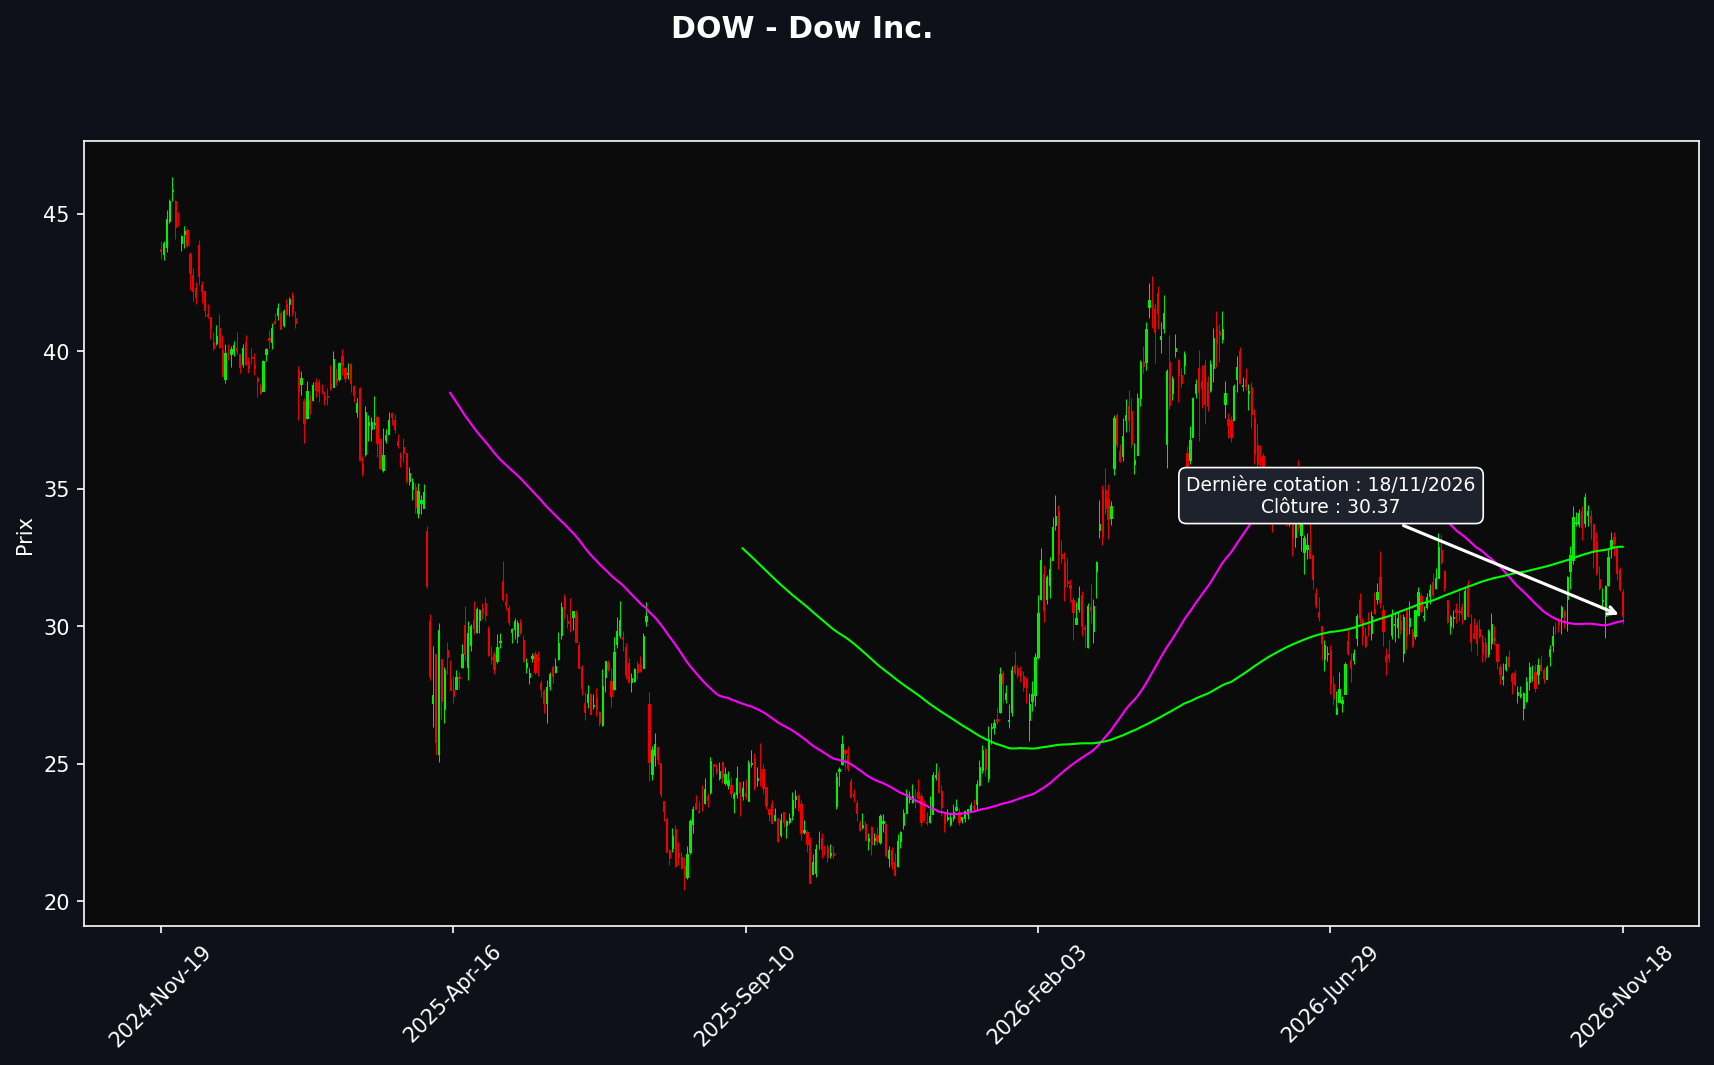 DOW - Dow Inc.
45
40
35
30
25
20
Prix
Dernière cotation : 18/11/2026
Clôture : 30.37
2024-Nov-19
2025-Apr-16
2025-Sep-10
2026-Feb-03
2026-Jun-29
2026-Nov-18